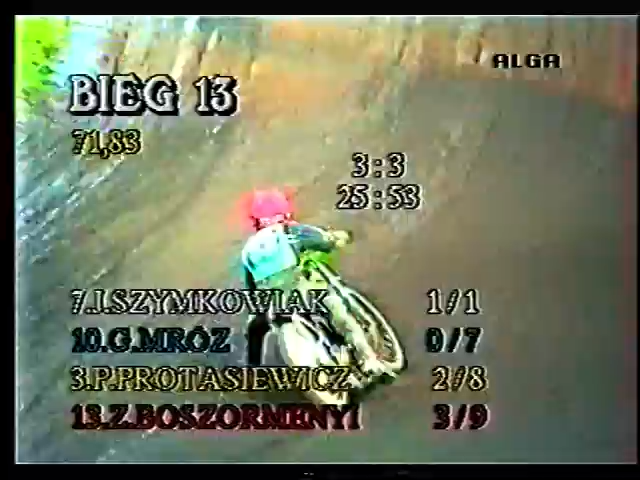 ALGA
BIEG 13
71,83
3:3
25:53
7.I.SZYMKOWIAK 1/1
10.G.MRÓZ 0/7
3.P.PROTASIEWICZ 2/8
13.Z.BOSZORMENYI 3/9